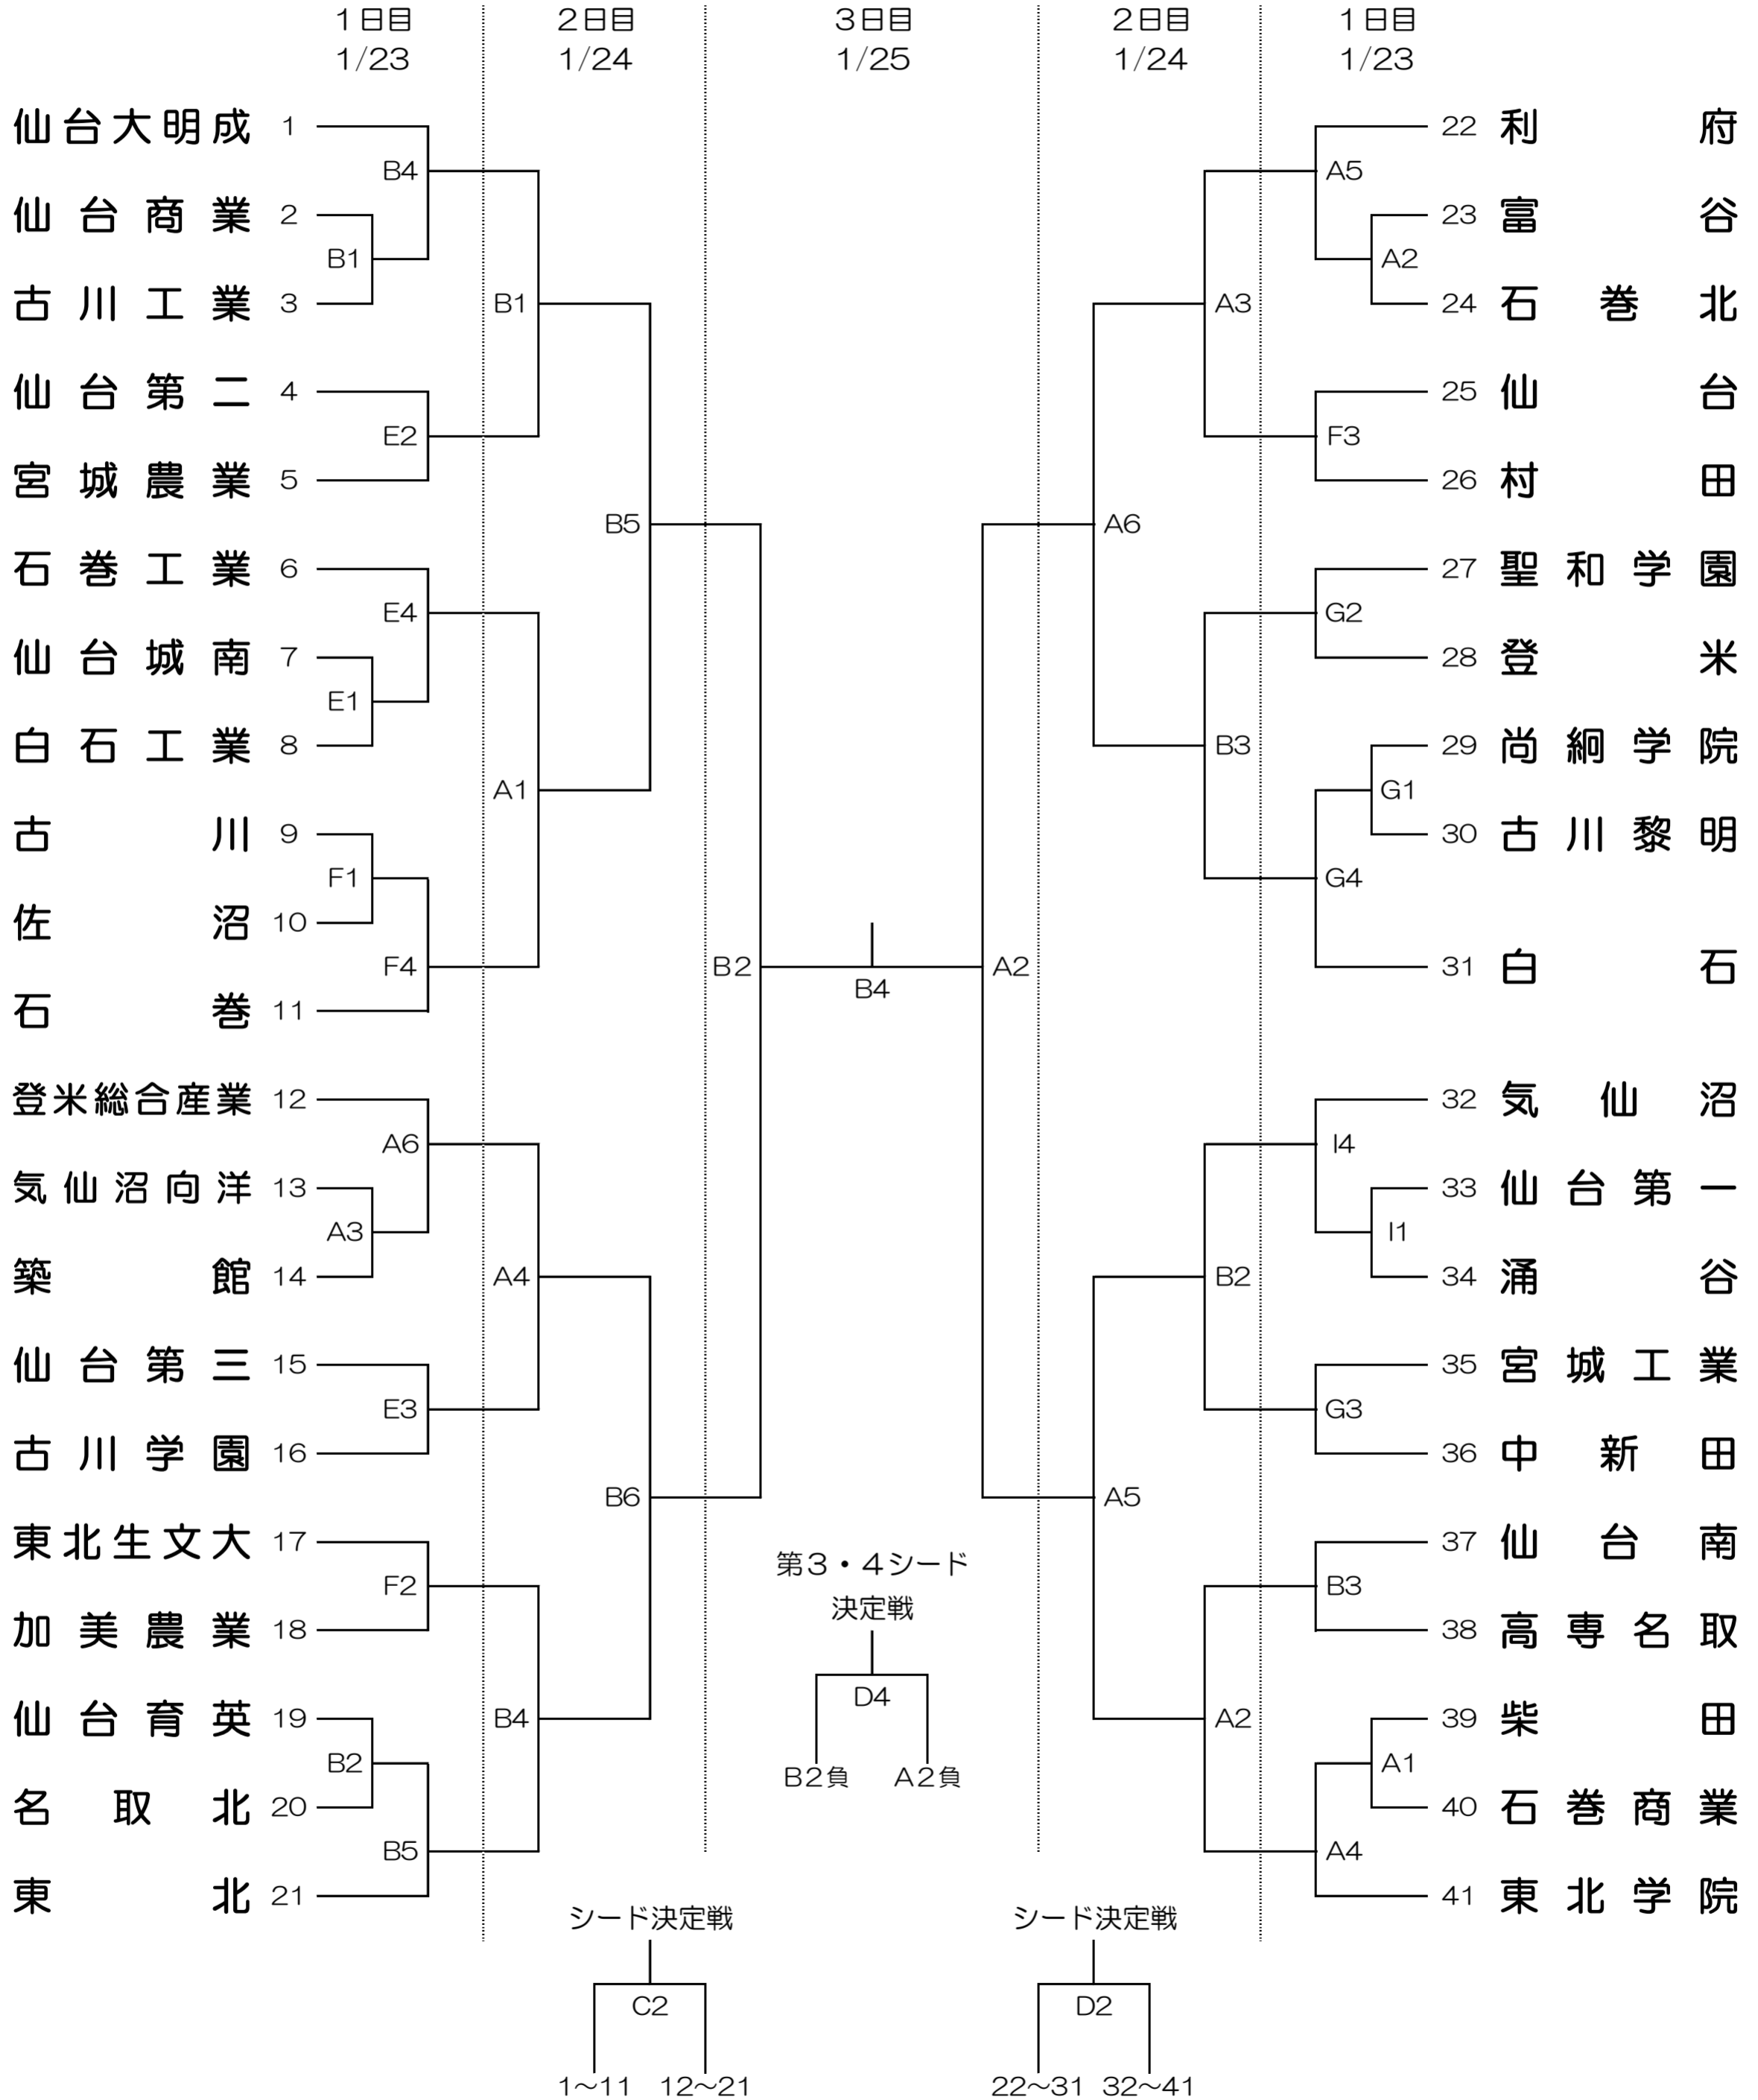 1日目 2日目 3日目 2日目 1日目
1/23 1/24 1/25 1/24 1/23
仙台大明成 1 22 利府
B4 A5
仙台商業 2 23 富谷
B1 A2
古川工業 3 B1 A3 24 石巻北
仙台第二 4 25 仙台
E2 F3
宮城農業 5 26 村田
B5 A6
石巻工業 6 27 聖和学園
E4 G2
仙台城南 7 28 登米
E1
白石工業 8 B3 29 尚絅学院
A1 G1
古川 9 30 古川黎明
F1 G4
佐沼 10
F4 B2 A2 31 白石
B4
石巻 11
登米総合産業 12 32 気仙沼
A6 I4
気仙沼向洋 13 33 仙台第一
A3 I1
築館 14 A4 B2 34 涌谷
仙台第三 15 35 宮城工業
E3 G3
古川学園 16 36 中新田
B6 A5
東北生文大 17 37 仙台南
第3・4シード
F2 B3
決定戦
加美農業 18 38 高専名取
D4
仙台育英 19 B4 A2 39 柴田
B2 A1
B2負 A2負
名取北 20 40 石巻商業
B5 A4
東北 21 41 東北学院
シード決定戦 シード決定戦
C2 D2
1~11 12~21 22~31 32~41